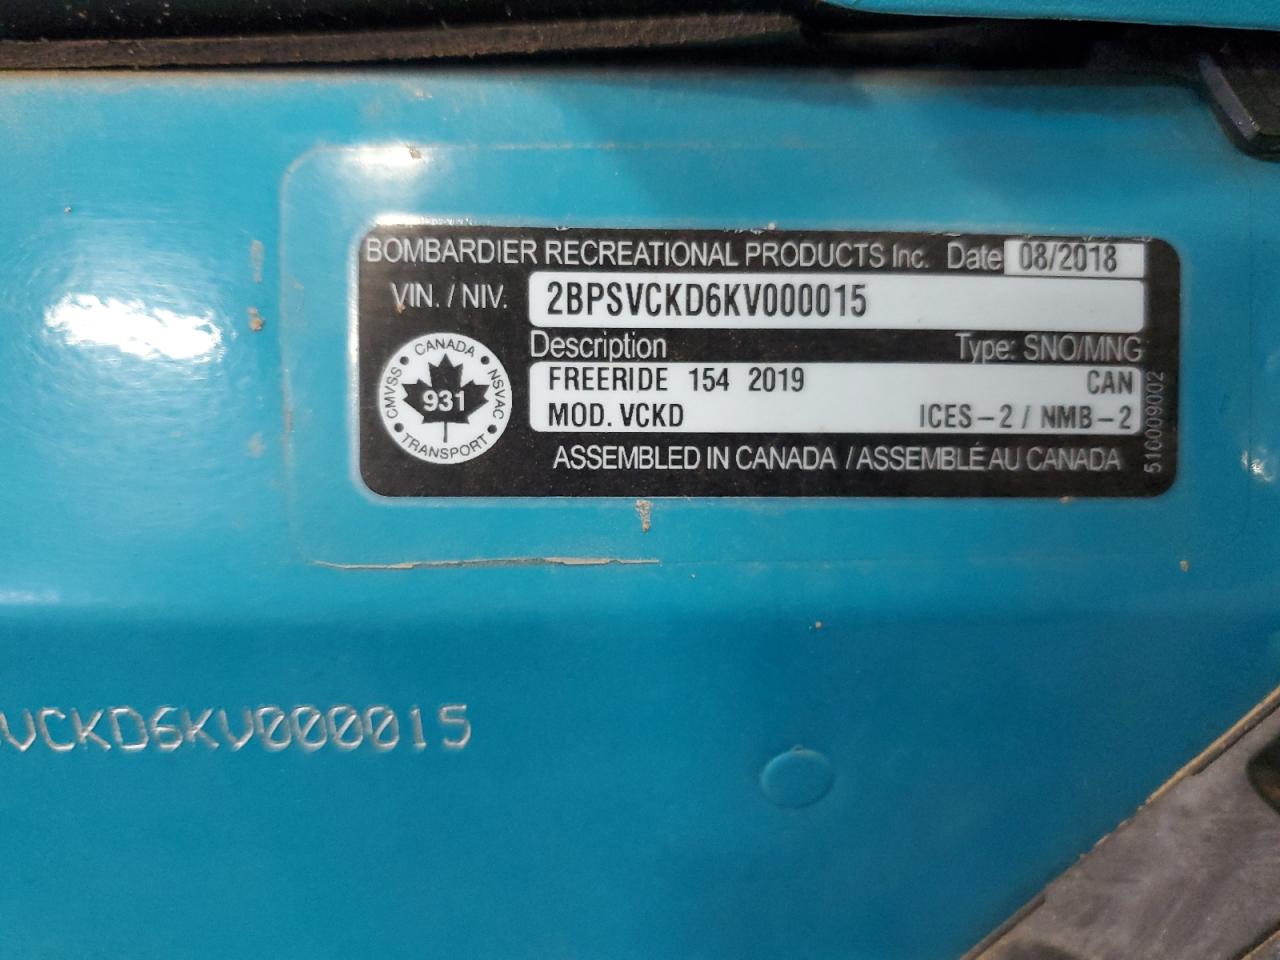 BOMBARDIER RECREATIONAL PRODUCTS Inc. Date 08/2018
VIN. / NIV. 2BPSVCKD6KV000015
Description Type: SNO/MNG
FREERIDE 154 2019 CAN
MOD. VCKD ICES-2 / NMB-2
ASSEMBLED IN CANADA / ASSEMBLÉ AU CANADA
CANADA
CMVSS 931 NSVAC
TRANSPORT
510009002
VCKD6KV000015